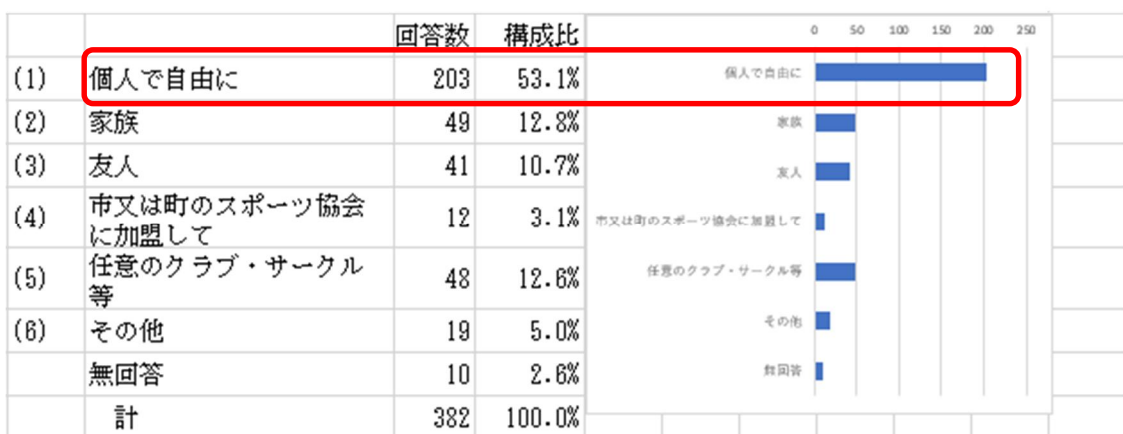 回答数 構成比
(1) 個人で自由に 203 53.1%
(2) 家族 49 12.8%
(3) 友人 41 10.7%
(4) 市又は町のスポーツ協会
に加盟して 12 3.1%
(5) 任意のクラブ・サークル
等 48 12.6%
(6) その他 19 5.0%
無回答 10 2.6%
計 382 100.0%
0 50 100 150 200 250
個人で自由に
家族
友人
市又は町のスポーツ協会に加盟して
任意のクラブ・サークル等
その他
無回答